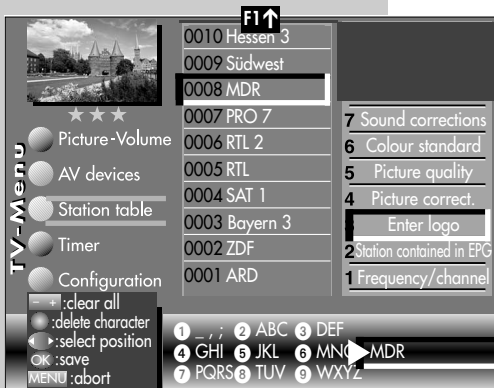 F1↑
0010 Hessen 3
0009 Südwest
0008 MDR
0007 PRO 7
0006 RTL 2
0005 RTL
0004 SAT 1
0003 Bayern 3
0002 ZDF
0001 ARD
TV-Menu
Picture-Volume
AV devices
Station table
Timer
Configuration
7 Sound corrections
6 Colour standard
5 Picture quality
4 Picture correct.
Enter logo
2 Station contained in EPG
1 Frequency/channel
- + :clear all
:delete character
:select position
OK :save
MENU :abort
1 _ , ; 2 ABC 3 DEF
4 GHI 5 JKL 6 MNO MDR
7 PQRS 8 TUV 9 WXYZ